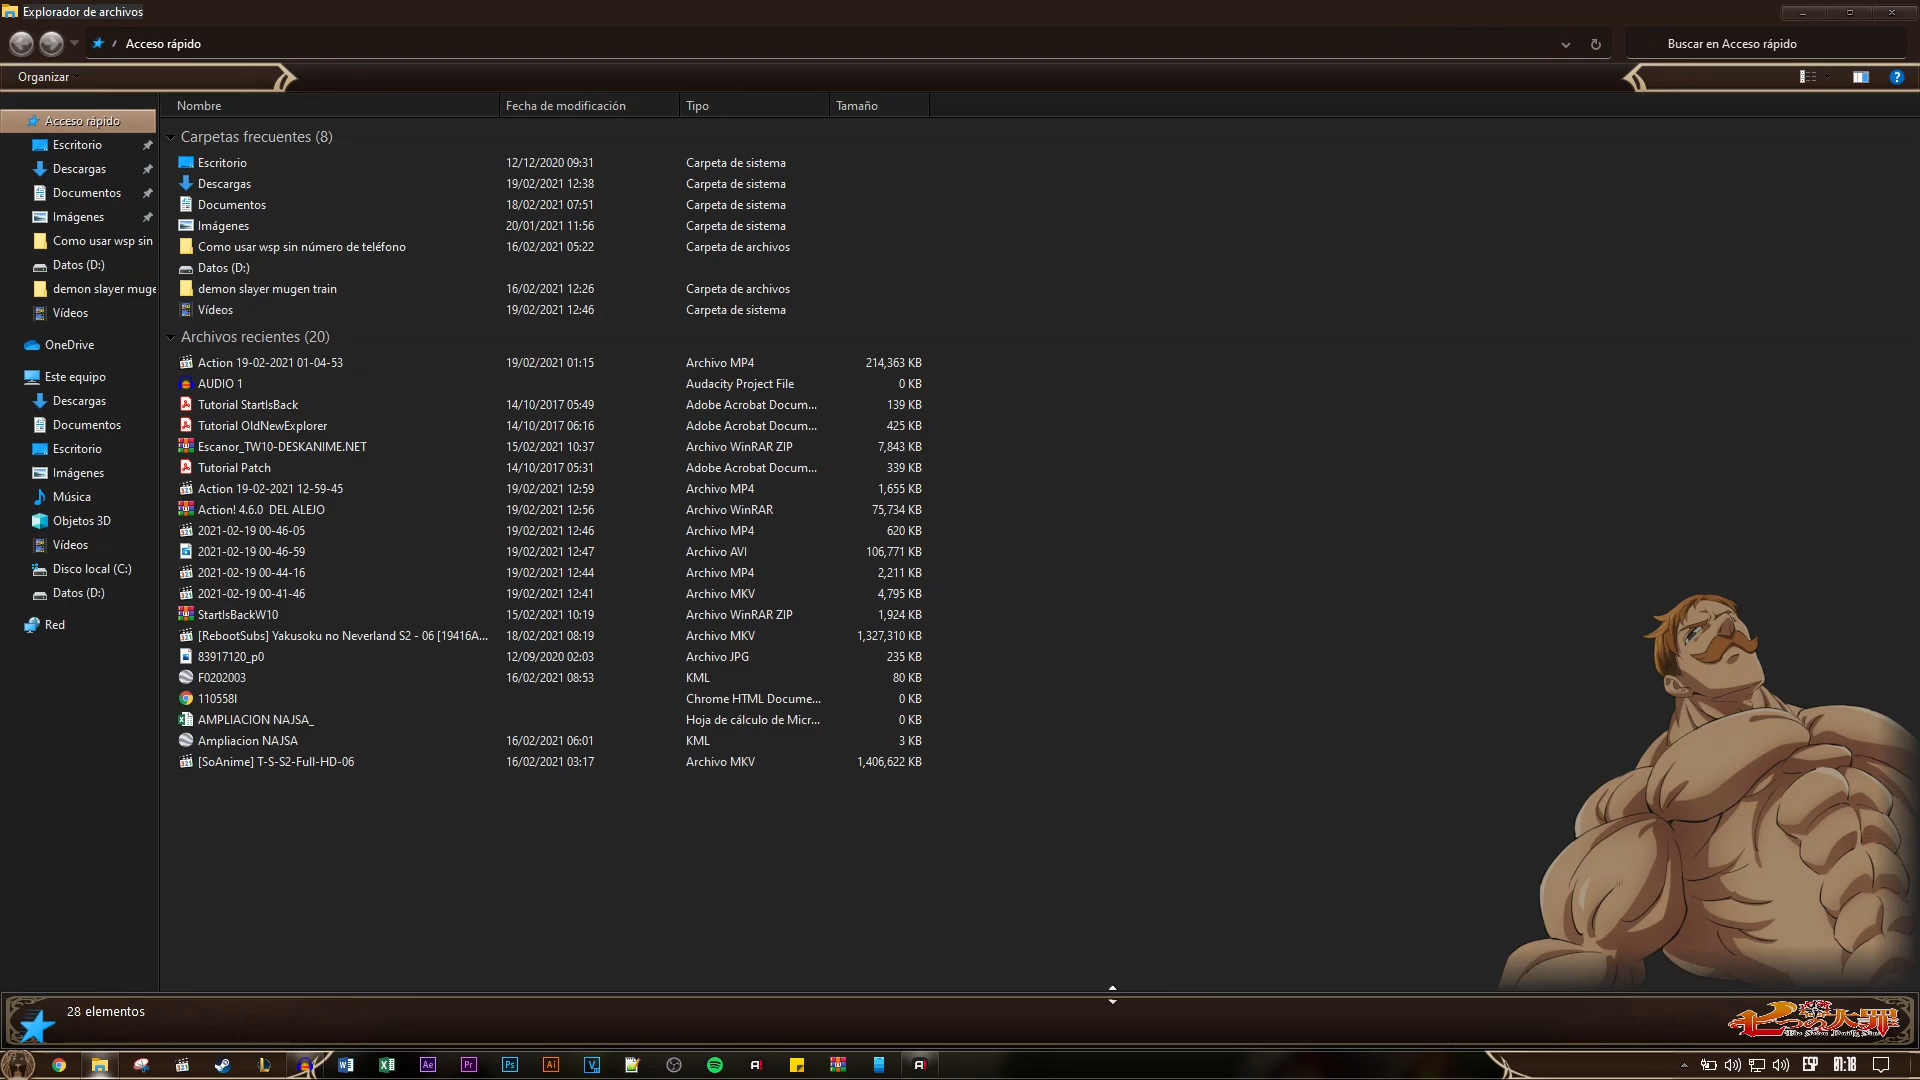 Explorador de archivos
Acceso rápido
Buscar en Acceso rápido
Organizar
Nombre Fecha de modificación Tipo Tamaño
Acceso rápido
Escritorio
Descargas
Documentos
Imágenes
Como usar wsp sin
Datos (D:)
demon slayer muge
Vídeos
OneDrive
Este equipo
Descargas
Documentos
Escritorio
Imágenes
Música
Objetos 3D
Vídeos
Disco local (C:)
Datos (D:)
Red
Carpetas frecuentes (8)
Escritorio 12/12/2020 09:31 Carpeta de sistema
Descargas 19/02/2021 12:38 Carpeta de sistema
Documentos 18/02/2021 07:51 Carpeta de sistema
Imágenes 20/01/2021 11:56 Carpeta de sistema
Como usar wsp sin número de teléfono 16/02/2021 05:22 Carpeta de archivos
Datos (D:)
demon slayer mugen train 16/02/2021 12:26 Carpeta de archivos
Vídeos 19/02/2021 12:46 Carpeta de sistema
Archivos recientes (20)
Action 19-02-2021 01-04-53 19/02/2021 01:15 Archivo MP4 214,363 KB
AUDIO 1 Audacity Project File 0 KB
Tutorial StartIsBack 14/10/2017 05:49 Adobe Acrobat Docum... 139 KB
Tutorial OldNewExplorer 14/10/2017 06:16 Adobe Acrobat Docum... 425 KB
Escanor_TW10-DESKANIME.NET 15/02/2021 10:37 Archivo WinRAR ZIP 7,843 KB
Tutorial Patch 14/10/2017 05:31 Adobe Acrobat Docum... 339 KB
Action 19-02-2021 12-59-45 19/02/2021 12:59 Archivo MP4 1,655 KB
Action! 4.6.0 DEL ALEJO 19/02/2021 12:56 Archivo WinRAR 75,734 KB
2021-02-19 00-46-05 19/02/2021 12:46 Archivo MP4 620 KB
2021-02-19 00-46-59 19/02/2021 12:47 Archivo AVI 106,771 KB
2021-02-19 00-44-16 19/02/2021 12:44 Archivo MP4 2,211 KB
2021-02-19 00-41-46 19/02/2021 12:41 Archivo MKV 4,795 KB
StartIsBackW10 15/02/2021 10:19 Archivo WinRAR ZIP 1,924 KB
[RebootSubs] Yakusoku no Neverland S2 - 06 [19416A... 18/02/2021 08:19 Archivo MKV 1,327,310 KB
83917120_p0 12/09/2020 02:03 Archivo JPG 235 KB
F0202003 16/02/2021 08:53 KML 80 KB
110558I Chrome HTML Docume... 0 KB
AMPLIACION NAJSA_ Hoja de cálculo de Micr... 0 KB
Ampliacion NAJSA 16/02/2021 06:01 KML 3 KB
[SoAnime] T-S-S2-Full-HD-06 16/02/2021 03:17 Archivo MKV 1,406,622 KB
28 elementos
七つの大罪
Ae Pr Ps Ai
ESP 01:18